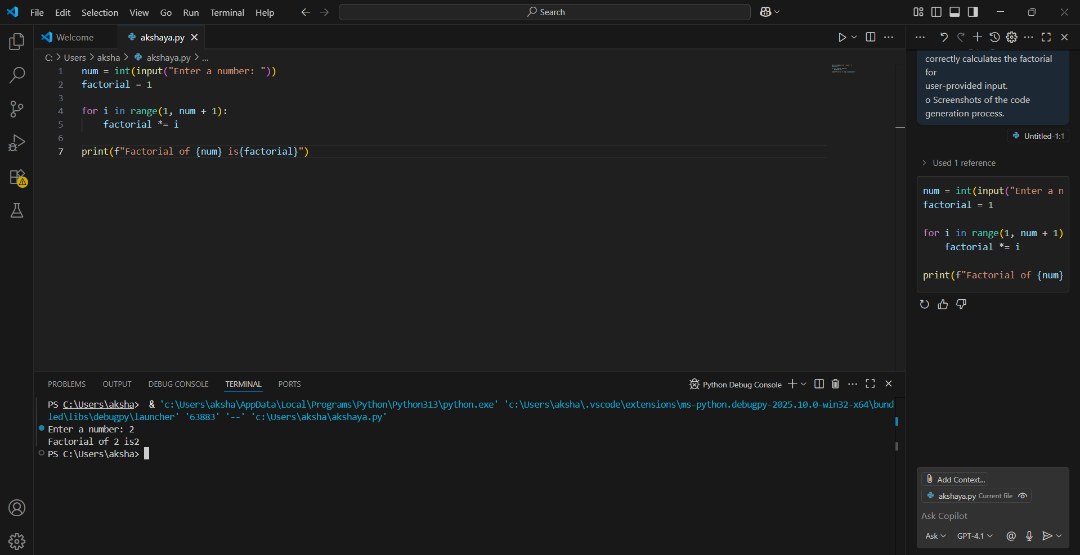 File Edit Selection View Go Run Terminal Help
Search
Welcome
akshaya.py
C: > Users > aksha > akshaya.py > ...
1 num = int(input("Enter a number: "))
2 factorial = 1
3
4 for i in range(1, num + 1):
5 factorial *= i
6
7 print(f"Factorial of {num} is{factorial}")
correctly calculates the factorial
for
user-provided input.
o Screenshots of the code
generation process.
Untitled-1:1
Used 1 reference
num = int(input("Enter a n
factorial = 1
for i in range(1, num + 1)
factorial *= i
print(f"Factorial of {num}
PROBLEMS OUTPUT DEBUG CONSOLE TERMINAL PORTS
Python Debug Console
PS C:\Users\aksha> & 'c:\Users\aksha\AppData\Local\Programs\Python\Python313\python.exe' 'c:\Users\aksha\.vscode\extensions\ms-python.debugpy-2025.10.0-win32-x64\bund
led\libs\debugpy\launcher' '63883' '--' 'c:\Users\aksha\akshaya.py'
Enter a number: 2
Factorial of 2 is2
PS C:\Users\aksha>
Add Context...
akshaya.py Current file
Ask Copilot
Ask GPT-4.1